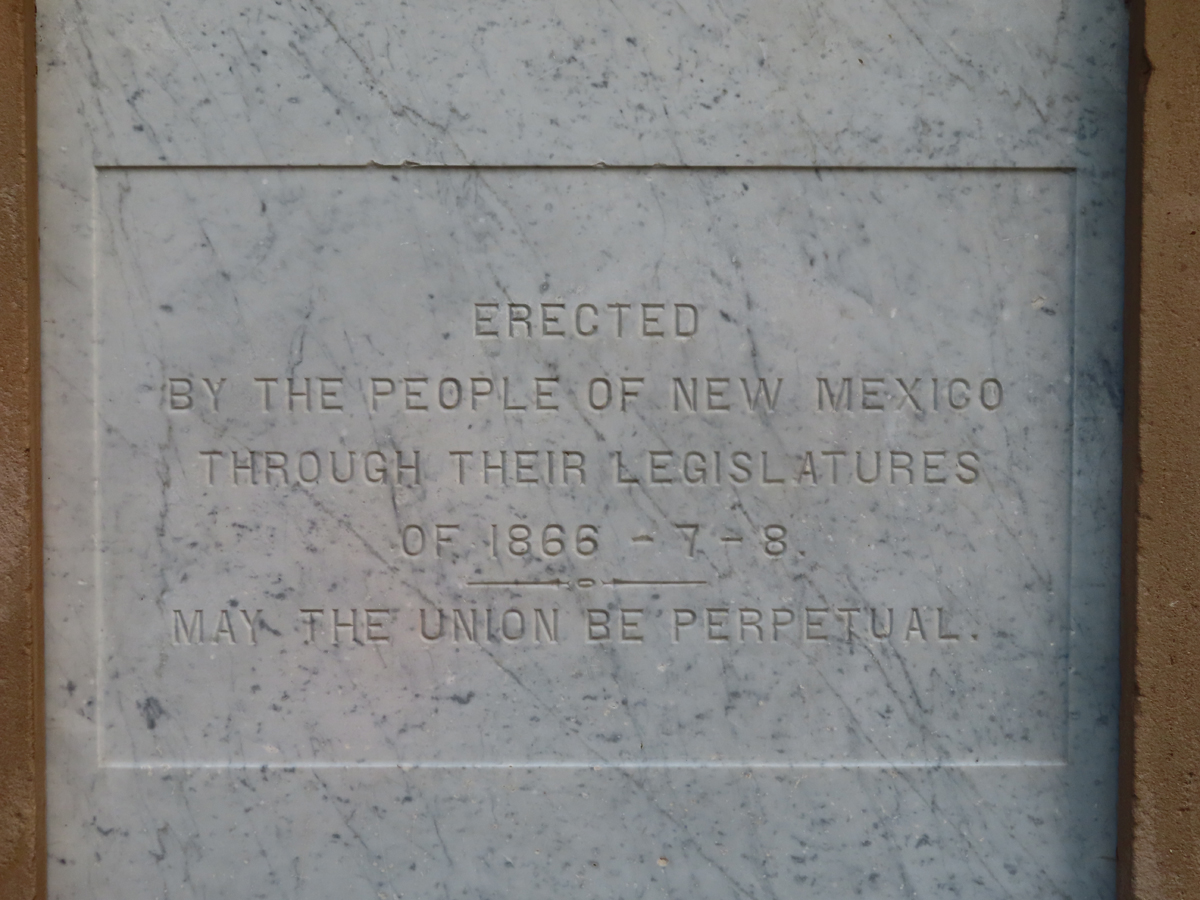 ERECTED
BY THE PEOPLE OF NEW MEXICO
THROUGH THEIR LEGISLATURES
OF 1866 - 7 - 8.
MAY THE UNION BE PERPETUAL.